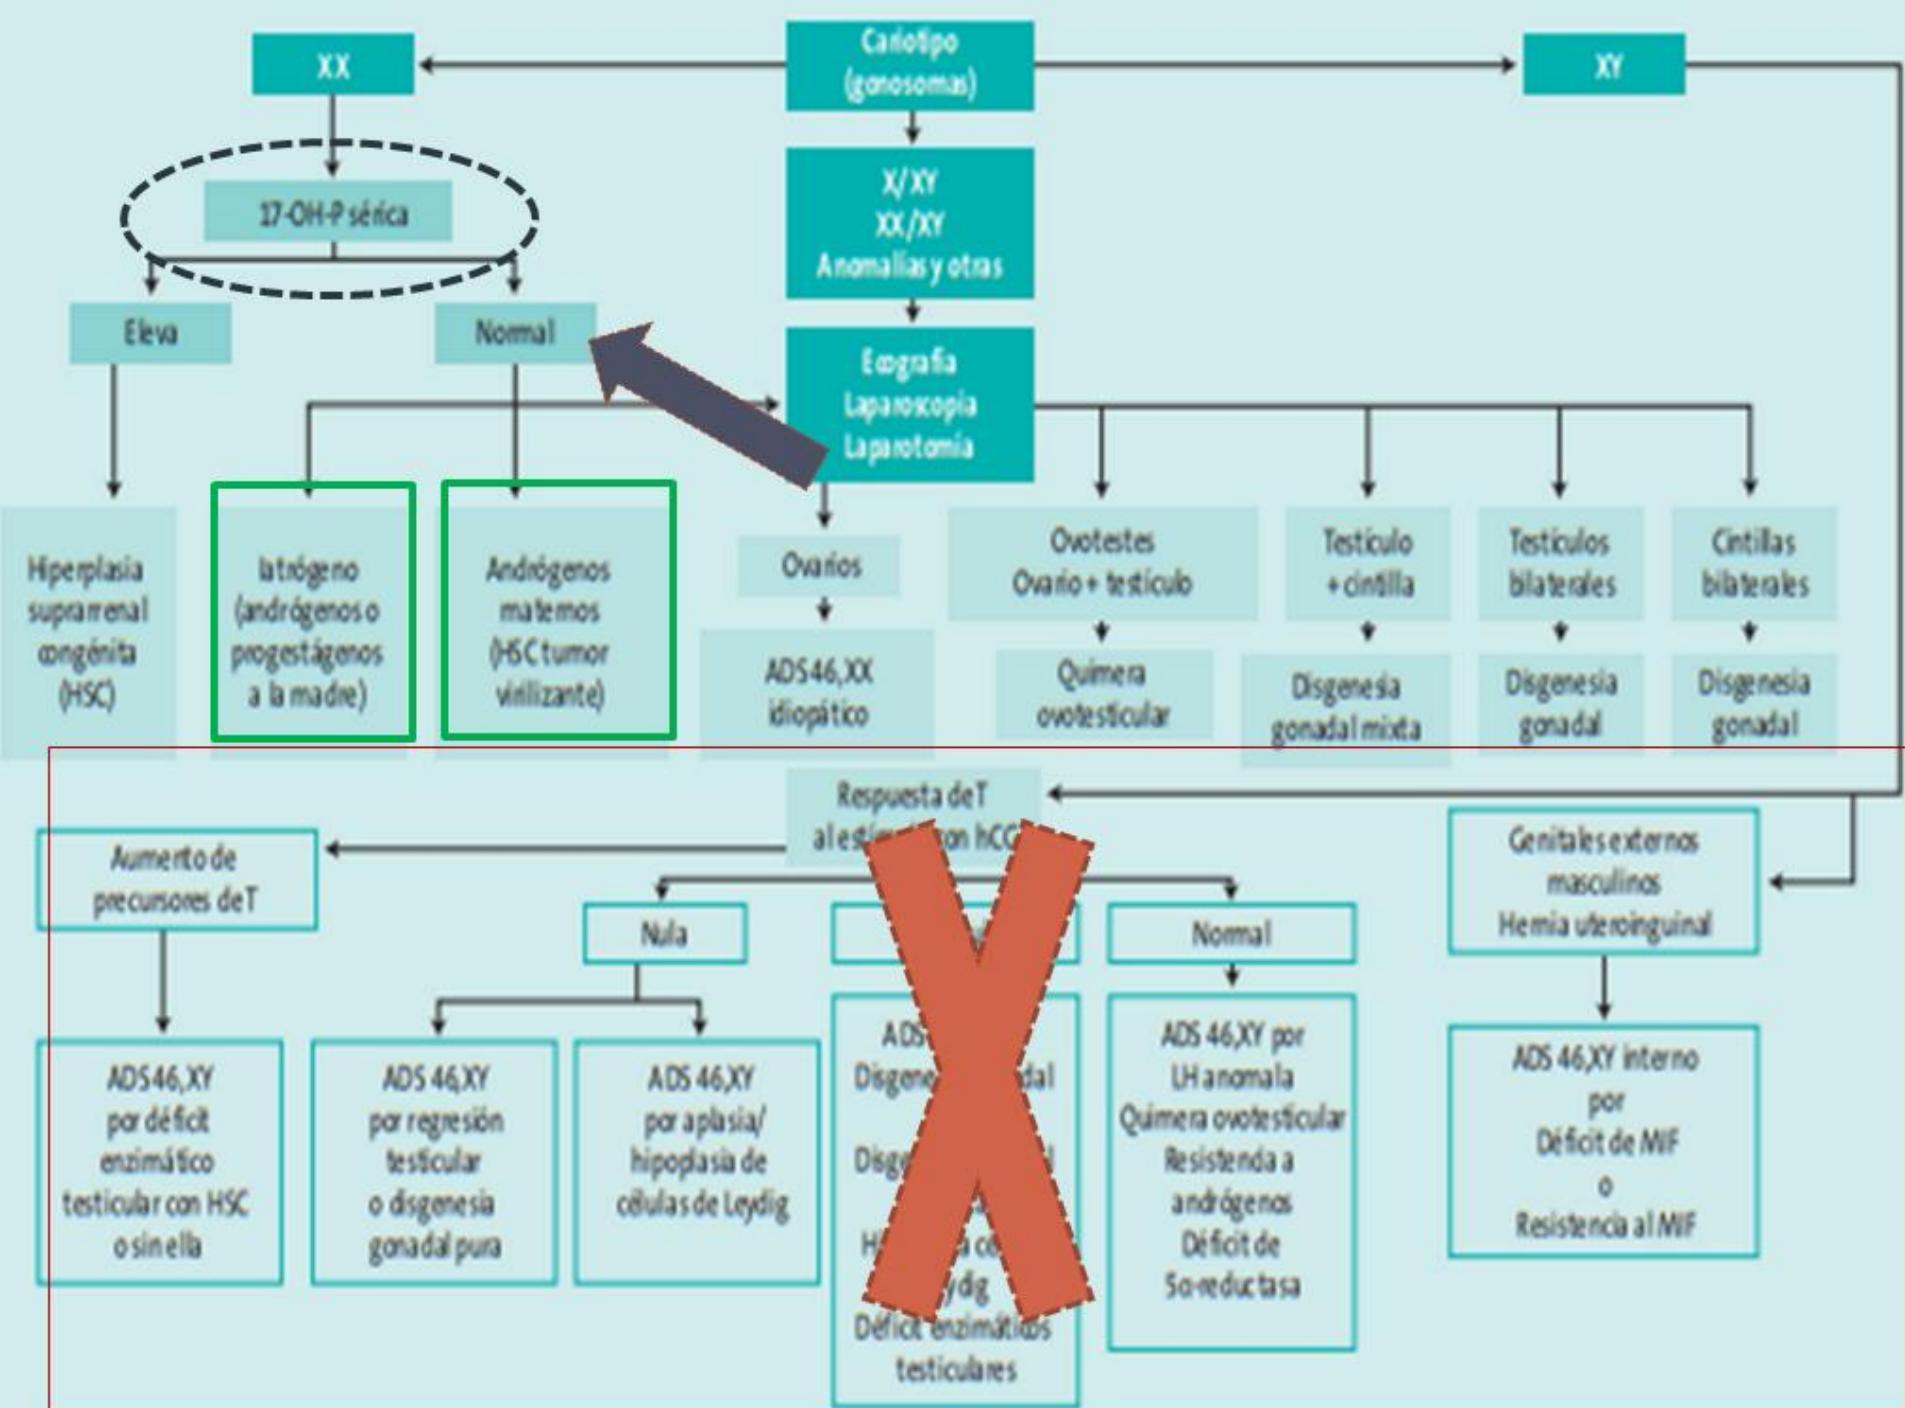 Cariotipo
(gonosomas)
XX
XY
17-OH-P sérica
X/XY
XX/XY
Anomalías y otras
Eleva
Normal
Ecografía
Laparoscopia
Laparotomía
Hiperplasia
suprarrenal
congénita
(HSC)
Iatrógeno
(andrógenos o
progestágenos
a la madre)
Andrógenos
maternos
(HSC tumor
virilizante)
Ovarios
ADS 46,XX
idiopático
Ovotestes
Ovario + testículo
Quimera
ovotesticular
Testículo
+ cintilla
Disgenesia
gonadal mixta
Testículos
bilaterales
Disgenesia
gonadal
Cintillas
bilaterales
Disgenesia
gonadal
Respuesta de T
con hCG
Aumento de
precursores de T
Nula
Normal
Genitales externos
masculinos
Hernia uteroinguinal
ADS 46,XY
por déficit
enzimático
testicular con HSC
o sin ella
ADS 46,XY
por regresión
testicular
o disgenesia
gonadal pura
ADS 46,XY
por aplasia/
hipoplasia de
células de Leydig
ADS
Déficit enzimáticos
testiculares
ADS 46,XY por
LH anomala
Quimera ovotesticular
Resistencia a
andrógenos
Déficit de
5α-reductasa
ADS 46,XY interno
por
Déficit de MIF
o
Resistencia al MIF